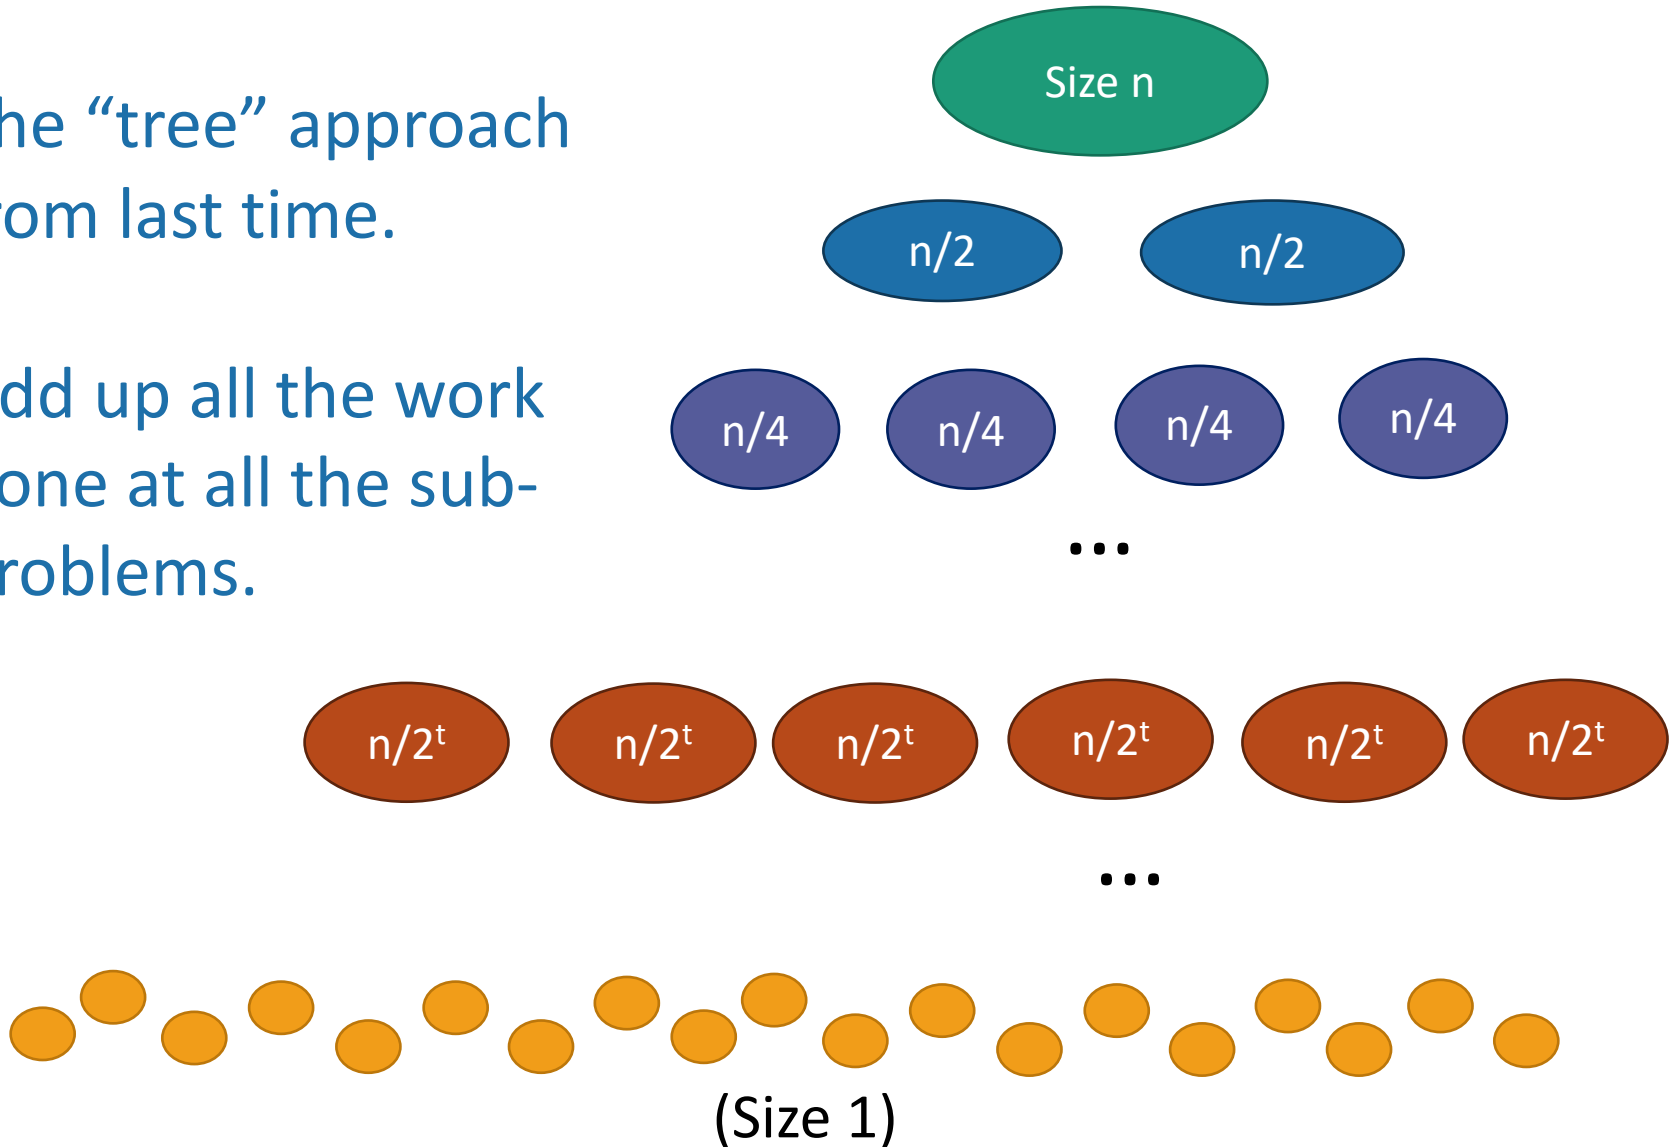 he “tree” approach
rom last time.
dd up all the work
one at all the sub-
roblems.
Size n
n/2 n/2
n/4 n/4 n/4 n/4
...
n/2ᵗ n/2ᵗ n/2ᵗ n/2ᵗ n/2ᵗ n/2ᵗ
...
(Size 1)